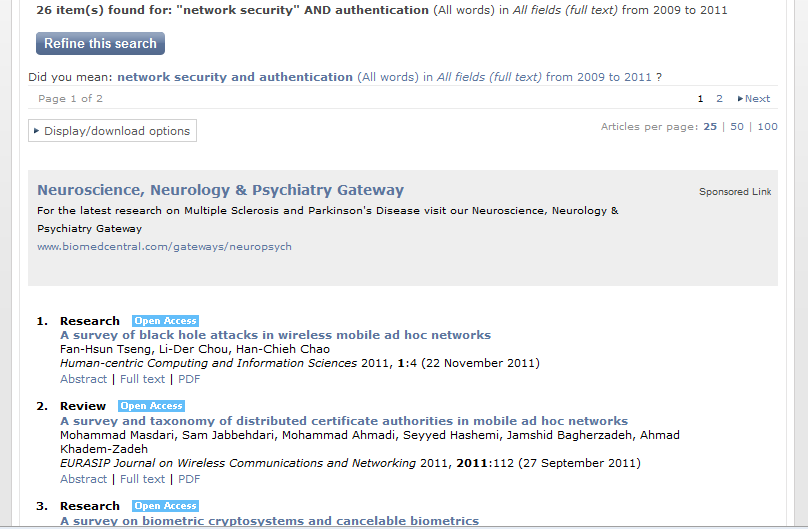 26 item(s) found for: "network security" AND authentication (All words) in All fields (full text) from 2009 to 2011
Refine this search
Did you mean: network security and authentication (All words) in All fields (full text) from 2009 to 2011 ?
Page 1 of 2 1 2 Next
Display/download options
Articles per page: 25 | 50 | 100
Neuroscience, Neurology & Psychiatry Gateway
Sponsored Link
For the latest research on Multiple Sclerosis and Parkinson's Disease visit our Neuroscience, Neurology &
Psychiatry Gateway
www.biomedcentral.com/gateways/neuropsych
1. Research Open Access
A survey of black hole attacks in wireless mobile ad hoc networks
Fan-Hsun Tseng, Li-Der Chou, Han-Chieh Chao
Human-centric Computing and Information Sciences 2011, 1:4 (22 November 2011)
Abstract | Full text | PDF
2. Review Open Access
A survey and taxonomy of distributed certificate authorities in mobile ad hoc networks
Mohammad Masdari, Sam Jabbehdari, Mohammad Ahmadi, Seyyed Hashemi, Jamshid Bagherzadeh, Ahmad
Khadem-Zadeh
EURASIP Journal on Wireless Communications and Networking 2011, 2011:112 (27 September 2011)
Abstract | Full text | PDF
3. Research Open Access
A survey on biometric cryptosystems and cancelable biometrics